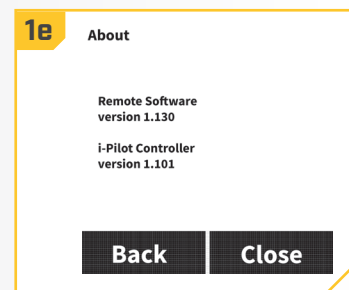 1e
About
Remote Software
version 1.130
i-Pilot Controller
version 1.101
Back
Close